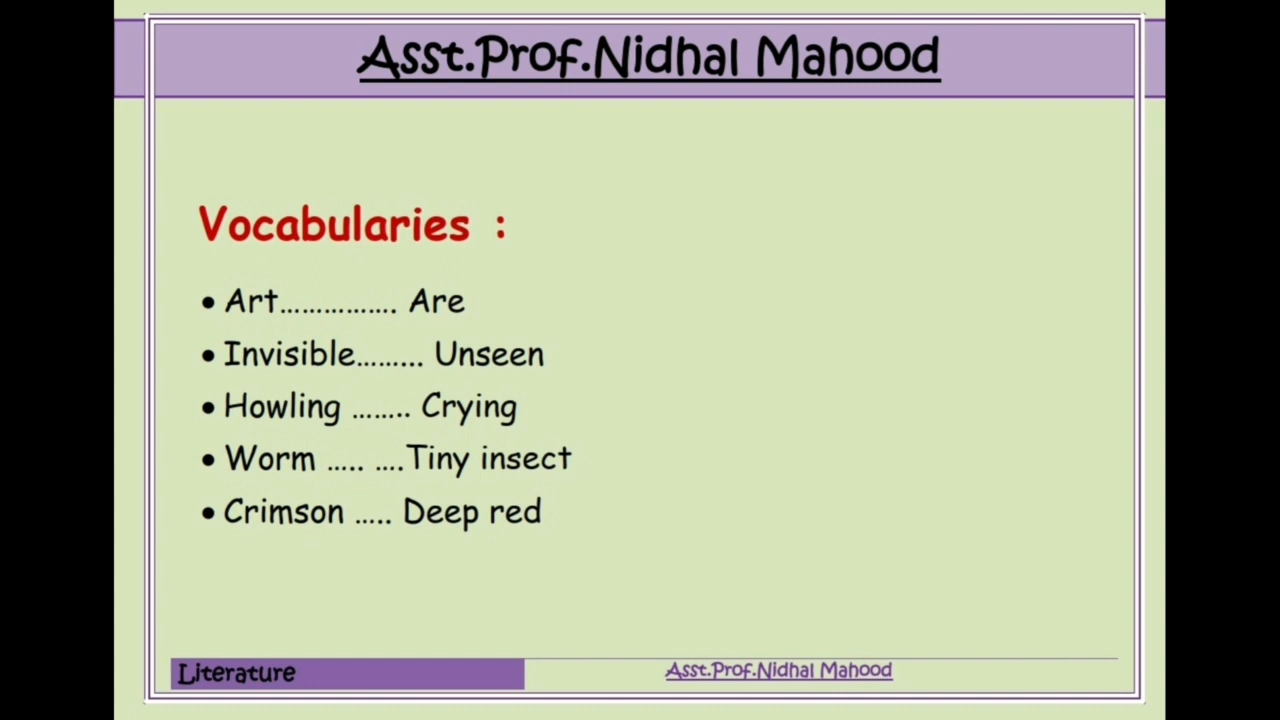 Asst.Prof.Nidhal Mahood
Vocabularies :
• Art................ Are
• Invisible......... Unseen
• Howling ........ Crying
• Worm ..... ....Tiny insect
• Crimson ..... Deep red
Literature
Asst.Prof.Nidhal Mahood